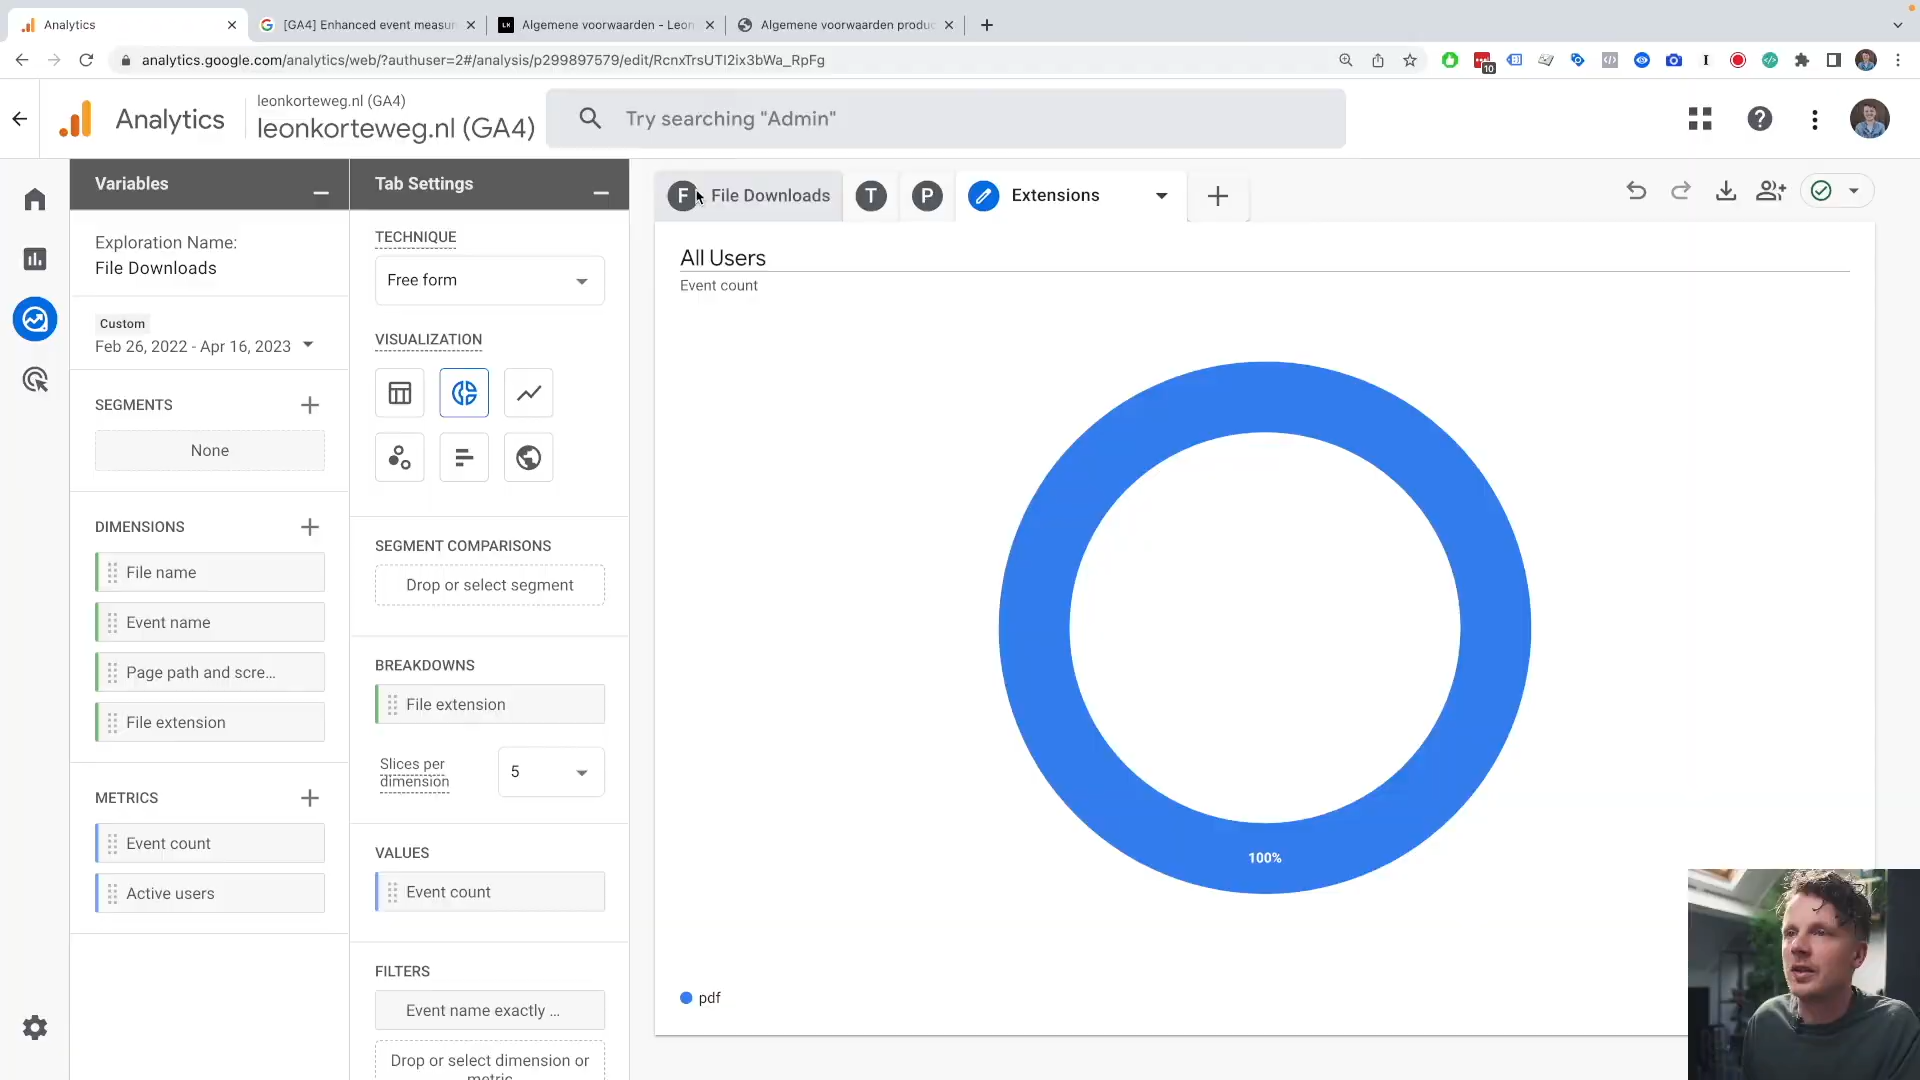 Analytics
[GA4] Enhanced event measur
Algemene voorwaarden - Leon
Algemene voorwaarden produc
analytics.google.com/analytics/web/?authuser=2#/analysis/p299897579/edit/RcnxTrsUTI2ix3bWa_RpFg
10
Analytics
leonkorteweg.nl (GA4)
leonkorteweg.nl (GA4)
Try searching "Admin"
Variables
Exploration Name:
File Downloads
Custom
Feb 26, 2022 - Apr 16, 2023
SEGMENTS
None
DIMENSIONS
File name
Event name
Page path and scre...
File extension
METRICS
Event count
Active users
Tab Settings
TECHNIQUE
Free form
VISUALIZATION
SEGMENT COMPARISONS
Drop or select segment
BREAKDOWNS
File extension
Slices per
dimension
5
VALUES
Event count
FILTERS
Event name exactly ...
Drop or select dimension or
metric
F File Downloads
T
P
Extensions
All Users
Event count
100%
pdf